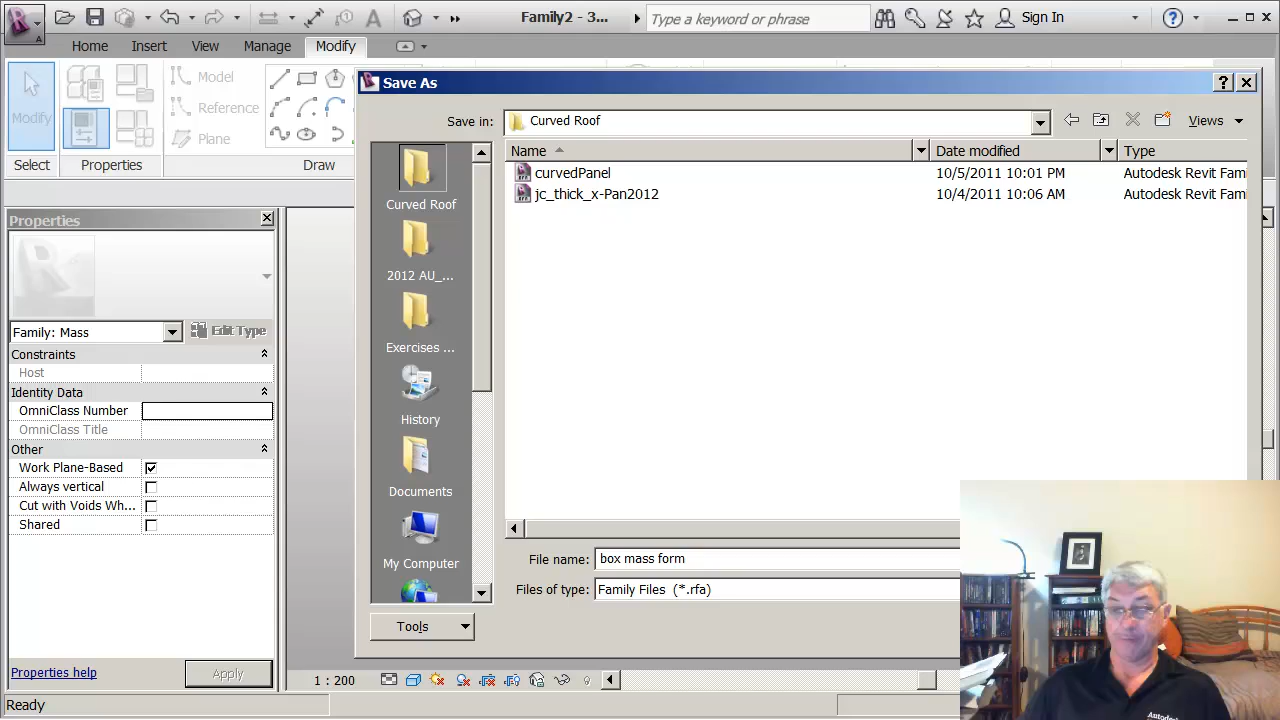 Family2 - 3...
Type a keyword or phrase
Sign In
Home
Insert
View
Manage
Modify
Modify
Model
Reference
Plane
Select
Properties
Draw
Save As
Save in:
Curved Roof
Views
Name
Date modified
Type
curvedPanel
10/5/2011 10:01 PM
Autodesk Revit Fami
jc_thick_x-Pan2012
10/4/2011 10:06 AM
Autodesk Revit Fami
Curved Roof
2012 AU_...
Exercises ...
History
Documents
My Computer
File name:
box mass form
Files of type:
Family Files (*.rfa)
Tools
Properties
Family: Mass
Edit Type
Constraints
Host
Identity Data
OmniClass Number
OmniClass Title
Other
Work Plane-Based
Always vertical
Cut with Voids Wh...
Shared
Properties help
Apply
1 : 200
Ready
Autodesk